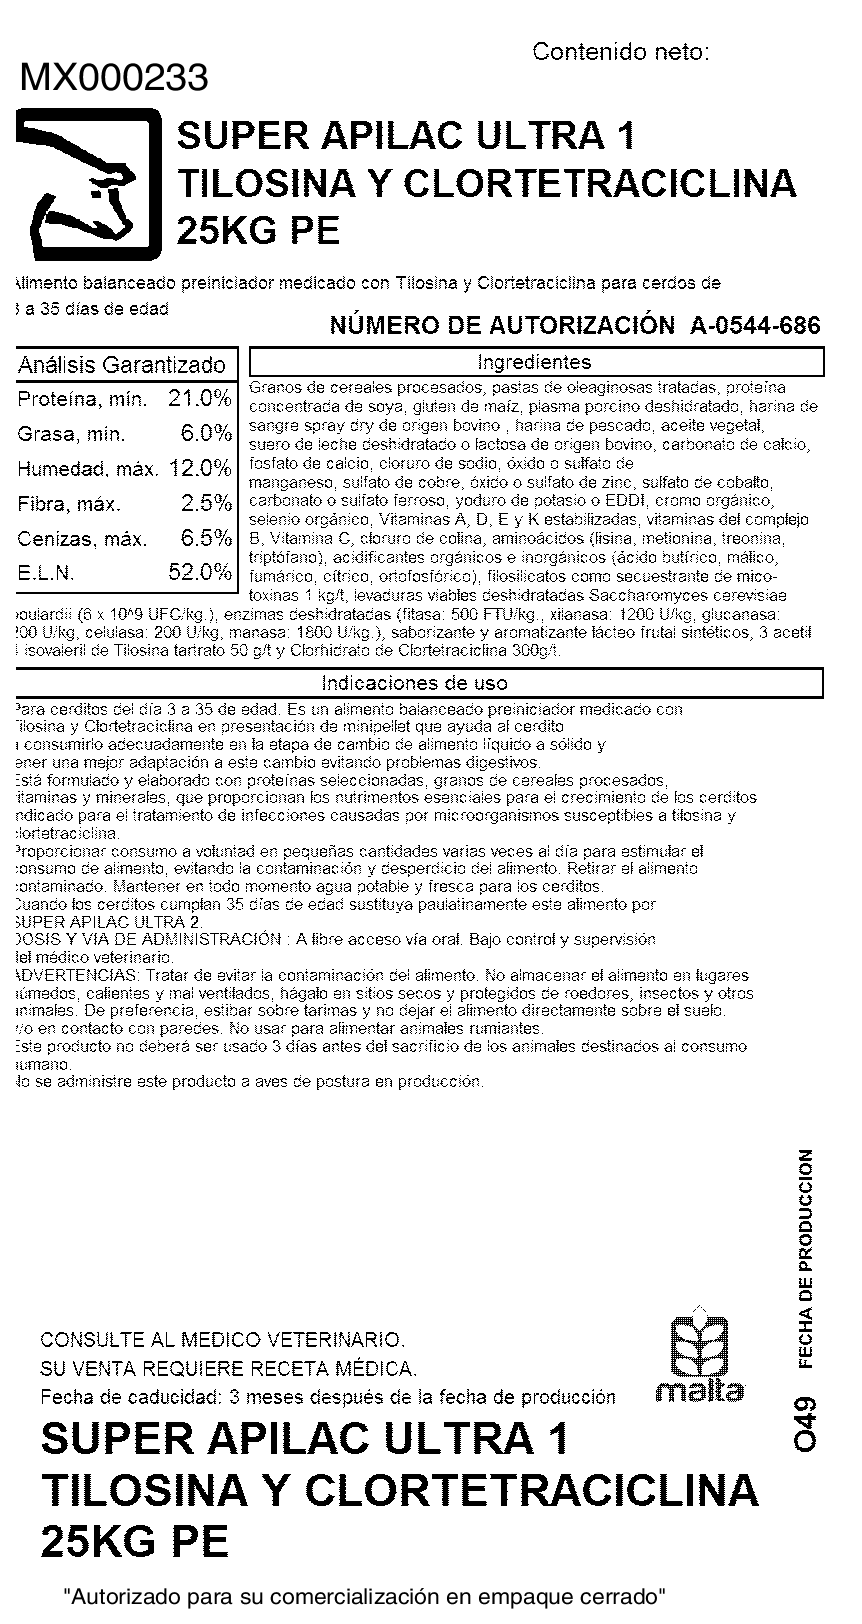 Contenido neto:
MX000233
SUPER APILAC ULTRA 1
TILOSINA Y CLORTETRACICLINA
25KG PE
Alimento balanceado preiniciador medicado con Tilosina y Clortetraciclina para cerdos de
3 a 35 días de edad
NÚMERO DE AUTORIZACIÓN A-0544-686
Análisis Garantizado
Proteína, mín. 21.0%
Grasa, mín. 6.0%
Humedad, máx. 12.0%
Fibra, máx. 2.5%
Cenizas, máx. 6.5%
E.L.N. 52.0%
Ingredientes
Granos de cereales procesados, pastas de oleaginosas tratadas, proteína
concentrada de soya, gluten de maíz, plasma porcino deshidratado, harina de
sangre spray dry de origen bovino , harina de pescado, aceite vegetal,
suero de leche deshidratado o lactosa de origen bovino, carbonato de calcio,
fosfato de calcio, cloruro de sodio, óxido o sulfato de
manganeso, sulfato de cobre, óxido o sulfato de zinc, sulfato de cobalto,
carbonato o sulfato ferroso, yoduro de potasio o EDDI, cromo orgánico,
selenio orgánico, Vitaminas A, D, E y K estabilizadas, vitaminas del complejo
B, Vitamina C, cloruro de colina, aminoácidos (lisina, metionina, treonina,
triptófano), acidificantes orgánicos e inorgánicos (ácido butírico, málico,
fumárico, cítrico, ortofosfórico), filosilicatos como secuestrante de mico-
toxinas 1 kg/t, levaduras viables deshidratadas Saccharomyces cerevisiae
boulardii (6 x 10^9 UFC/kg.), enzimas deshidratadas (fitasa: 500 FTU/kg., xilanasa: 1200 U/kg, glucanasa:
00 U/kg, celulasa: 200 U/kg, manasa: 1800 U/kg.), saborizante y aromatizante lácteo frutal sintéticos, 3 acetil
isovaleril de Tilosina tartrato 50 g/t y Clorhidrato de Clortetraciclina 300g/t.
Indicaciones de uso
Para cerditos del día 3 a 35 de edad. Es un alimento balanceado preiniciador medicado con
Tilosina y Clortetraciclina en presentación de minipellet que ayuda al cerdito
a consumirlo adecuadamente en la etapa de cambio de alimento líquido a sólido y
ener una mejor adaptación a este cambio evitando problemas digestivos.
Está formulado y elaborado con proteínas seleccionadas, granos de cereales procesados,
vitaminas y minerales, que proporcionan los nutrimentos esenciales para el crecimiento de los cerditos
ndicado para el tratamiento de infecciones causadas por microorganismos susceptibles a tilosina y
clortetraciclina.
Proporcionar consumo a voluntad en pequeñas cantidades varias veces al día para estimular el
consumo de alimento, evitando la contaminación y desperdicio del alimento. Retirar el alimento
contaminado. Mantener en todo momento agua potable y fresca para los cerditos.
Cuando los cerditos cumplan 35 días de edad sustituya paulatinamente este alimento por
SUPER APILAC ULTRA 2.
DOSIS Y VIA DE ADMINISTRACIÓN : A libre acceso vía oral. Bajo control y supervisión
del médico veterinario.
ADVERTENCIAS: Tratar de evitar la contaminación del alimento. No almacenar el alimento en lugares
húmedos, calientes y mal ventilados, hágalo en sitios secos y protegidos de roedores, insectos y otros
animales. De preferencia, estibar sobre tarimas y no dejar el alimento directamente sobre el suelo.
y/o en contacto con paredes. No usar para alimentar animales rumiantes.
Este producto no deberá ser usado 3 días antes del sacrificio de los animales destinados al consumo
humano.
No se administre este producto a aves de postura en producción.
FECHA DE PRODUCCION
O49
CONSULTE AL MEDICO VETERINARIO.
SU VENTA REQUIERE RECETA MÉDICA.
Fecha de caducidad: 3 meses después de la fecha de producción
malta
SUPER APILAC ULTRA 1
TILOSINA Y CLORTETRACICLINA
25KG PE
"Autorizado para su comercialización en empaque cerrado"